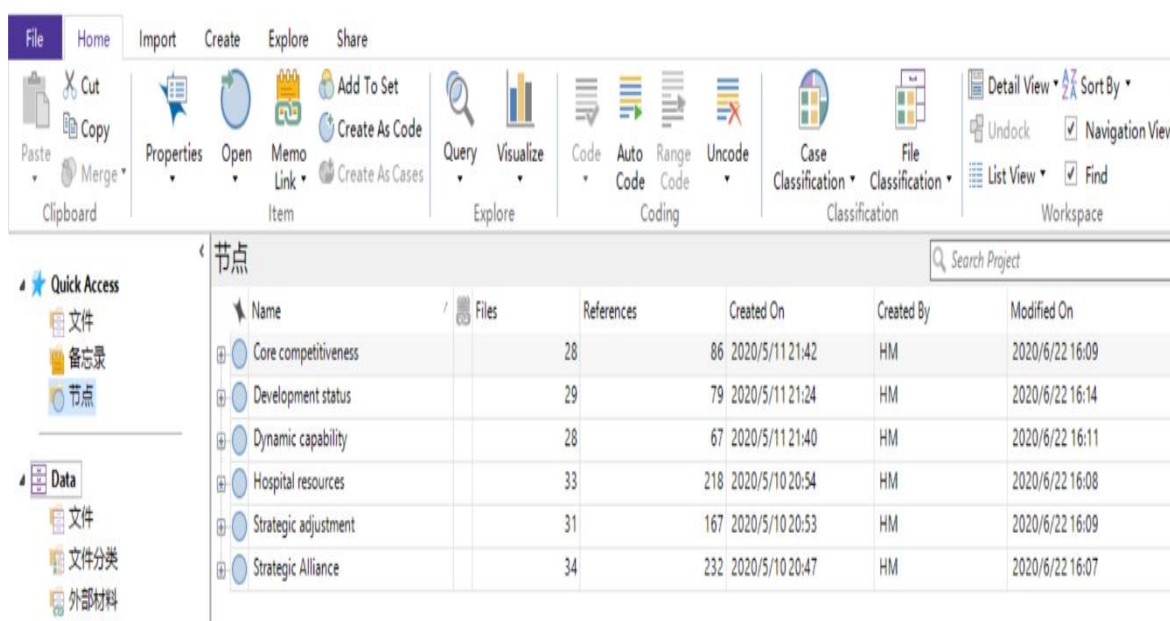 File Home Import Create Explore Share
Cut
Copy
Paste
Merge
Clipboard
Properties
Open
Memo Link
Add To Set
Create As Code
Create As Cases
Item
Query
Visualize
Explore
Code
Auto Code
Range Code
Uncode
Coding
Case Classification
File Classification
Classification
Detail View
Sort By
Undock
Navigation View
List View
Find
Workspace
Quick Access
文件
备忘录
节点
Data
文件
文件分类
外部材料
节点
Search Project
Name Files References Created On Created By Modified On
Core competitiveness 28 86 2020/5/11 21:42 HM 2020/6/22 16:09
Development status 29 79 2020/5/11 21:24 HM 2020/6/22 16:14
Dynamic capability 28 67 2020/5/11 21:40 HM 2020/6/22 16:11
Hospital resources 33 218 2020/5/10 20:54 HM 2020/6/22 16:08
Strategic adjustment 31 167 2020/5/10 20:53 HM 2020/6/22 16:09
Strategic Alliance 34 232 2020/5/10 20:47 HM 2020/6/22 16:07